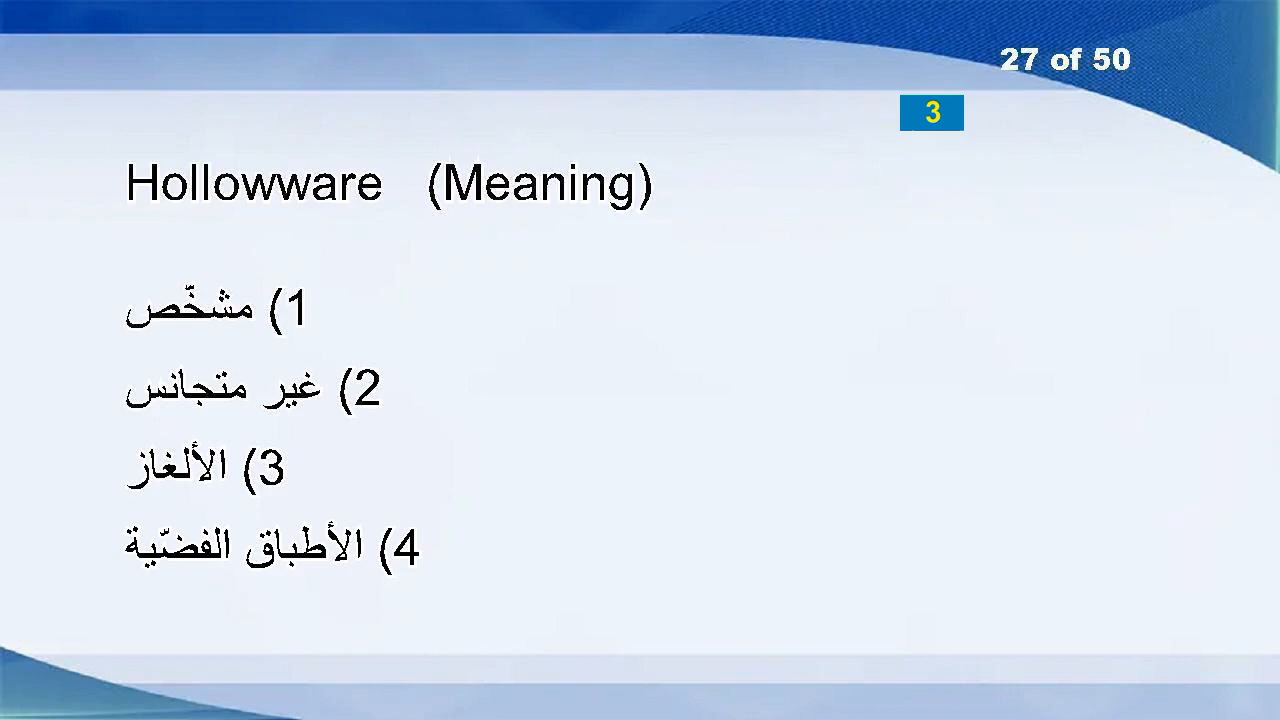 27 of 50
3
Hollowware (Meaning)
1) مشخّص
2) غير متجانس
3) الألغاز
4) الأطباق الفضّية